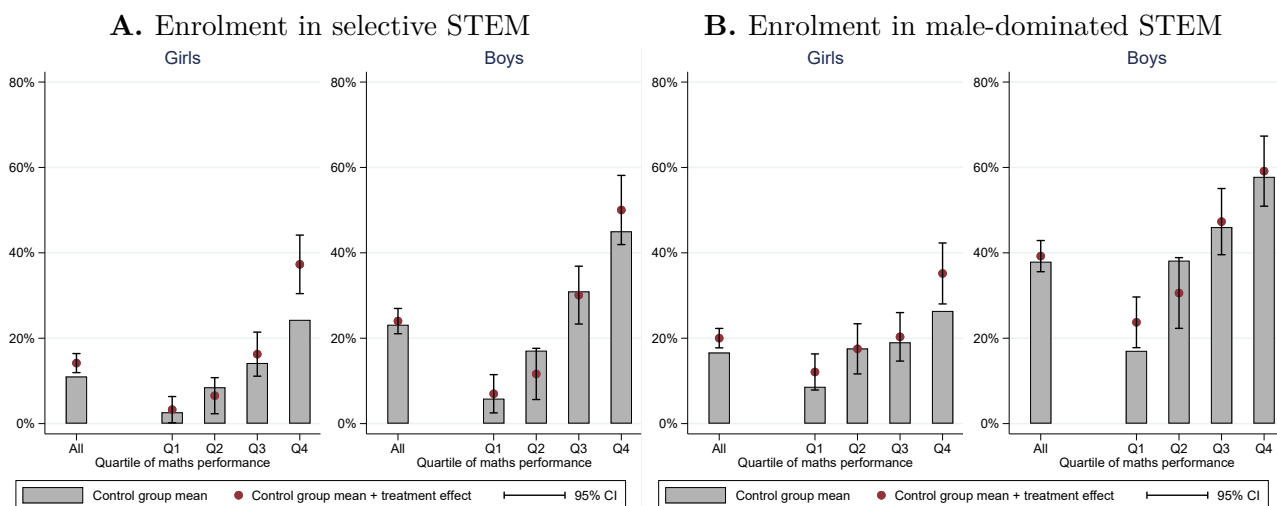 A. Enrolment in selective STEM
Girls
80%
60%
40%
20%
0%
All Q1 Q2 Q3 Q4
Quartile of maths performance
Boys
80%
60%
40%
20%
0%
All Q1 Q2 Q3 Q4
Quartile of maths performance
Control group mean Control group mean + treatment effect 95% CI
B. Enrolment in male-dominated STEM
Girls
80%
60%
40%
20%
0%
All Q1 Q2 Q3 Q4
Quartile of maths performance
Boys
80%
60%
40%
20%
0%
All Q1 Q2 Q3 Q4
Quartile of maths performance
Control group mean Control group mean + treatment effect 95% CI